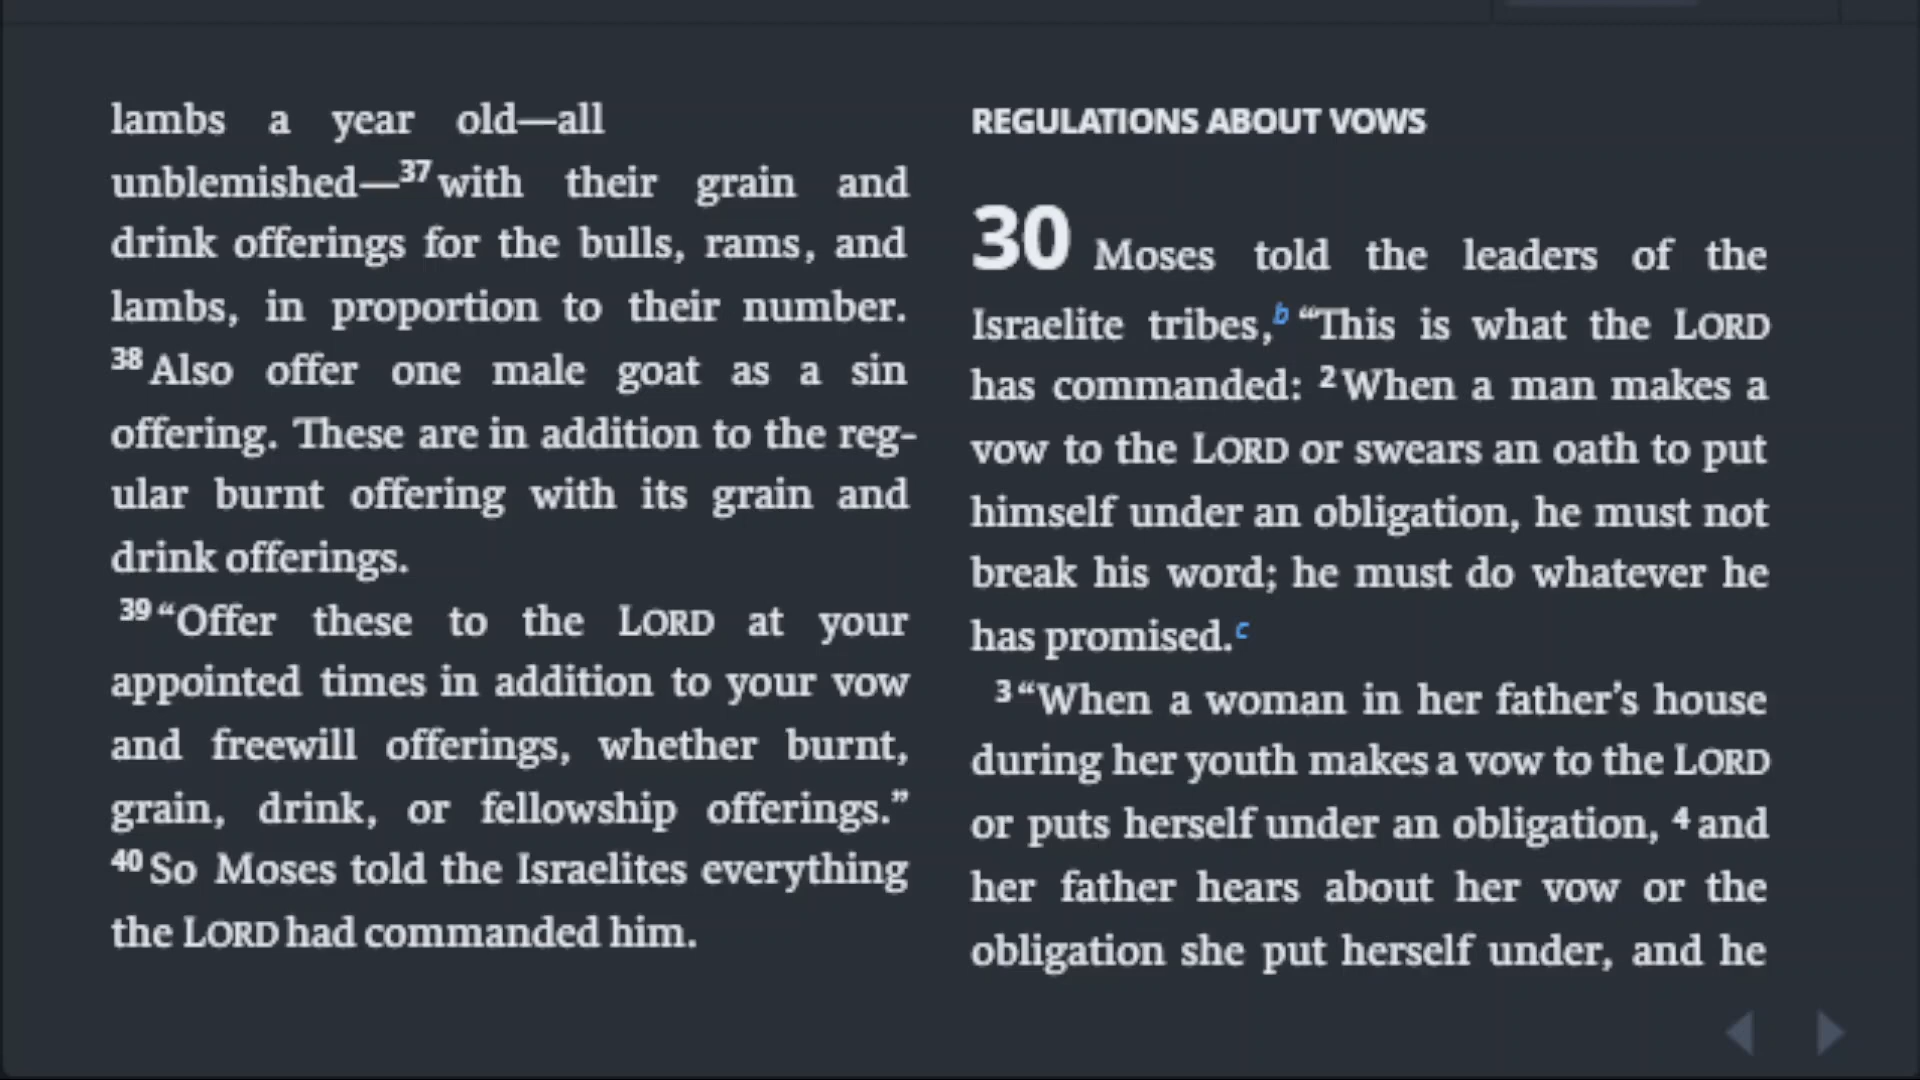 lambs a year old—all
unblemished—37 with their grain and
drink offerings for the bulls, rams, and
lambs, in proportion to their number.
38 Also offer one male goat as a sin
offering. These are in addition to the reg-
ular burnt offering with its grain and
drink offerings.
39 “Offer these to the LORD at your
appointed times in addition to your vow
and freewill offerings, whether burnt,
grain, drink, or fellowship offerings.”
40 So Moses told the Israelites everything
the LORD had commanded him.
REGULATIONS ABOUT VOWS
30 Moses told the leaders of the
Israelite tribes,b “This is what the LORD
has commanded: 2 When a man makes a
vow to the LORD or swears an oath to put
himself under an obligation, he must not
break his word; he must do whatever he
has promised.c
3 “When a woman in her father’s house
during her youth makes a vow to the LORD
or puts herself under an obligation, 4 and
her father hears about her vow or the
obligation she put herself under, and he